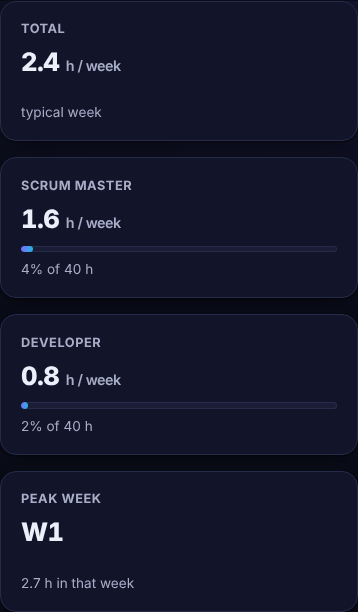 TOTAL
2.4 h / week
typical week
SCRUM MASTER
1.6 h / week
4% of 40 h
DEVELOPER
0.8 h / week
2% of 40 h
PEAK WEEK
W1
2.7 h in that week